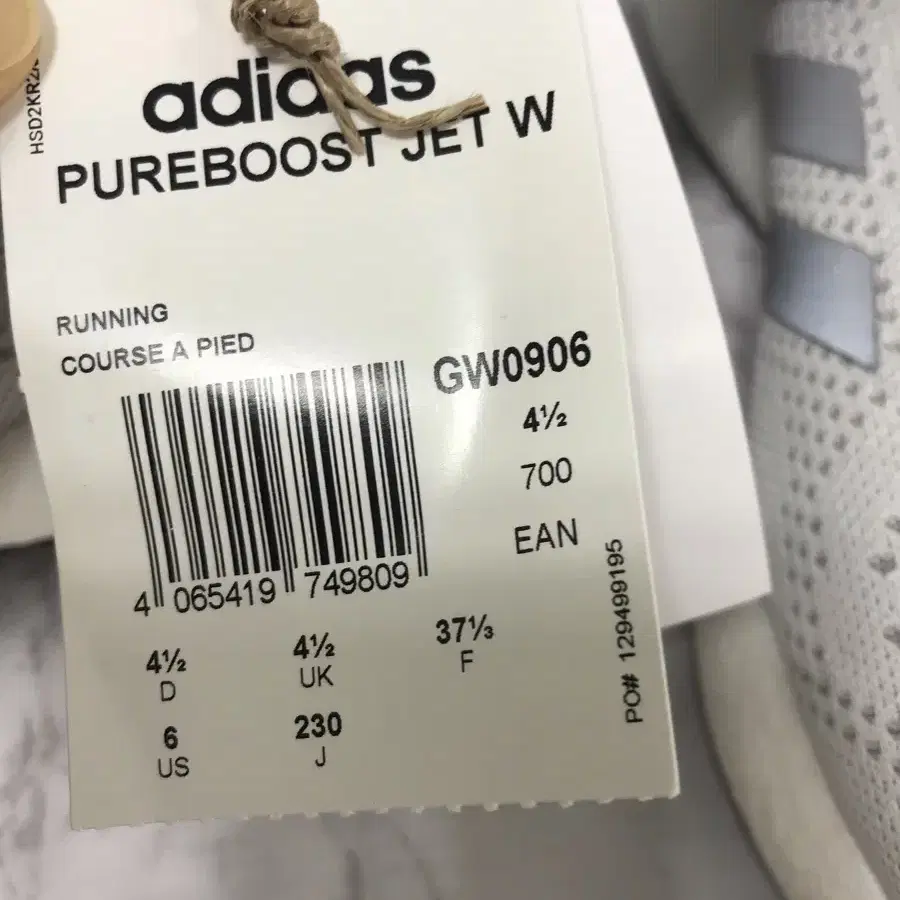 adidas
PUREBOOST JET W
RUNNING
COURSE A PIED
GW0906
4½
700
EAN
4 065419 749809
4½ 4½ 37⅓
D UK F
6 230
US J
PO# 129499195